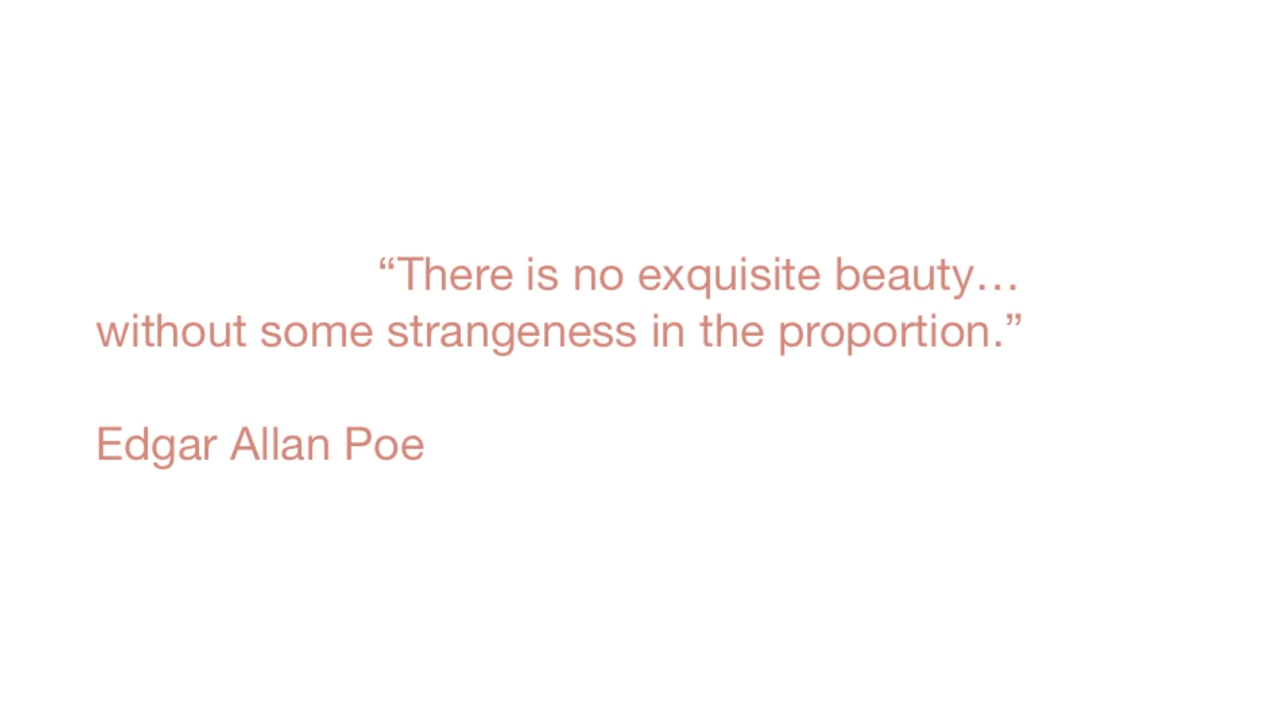 “There is no exquisite beauty…
without some strangeness in the proportion.”
Edgar Allan Poe